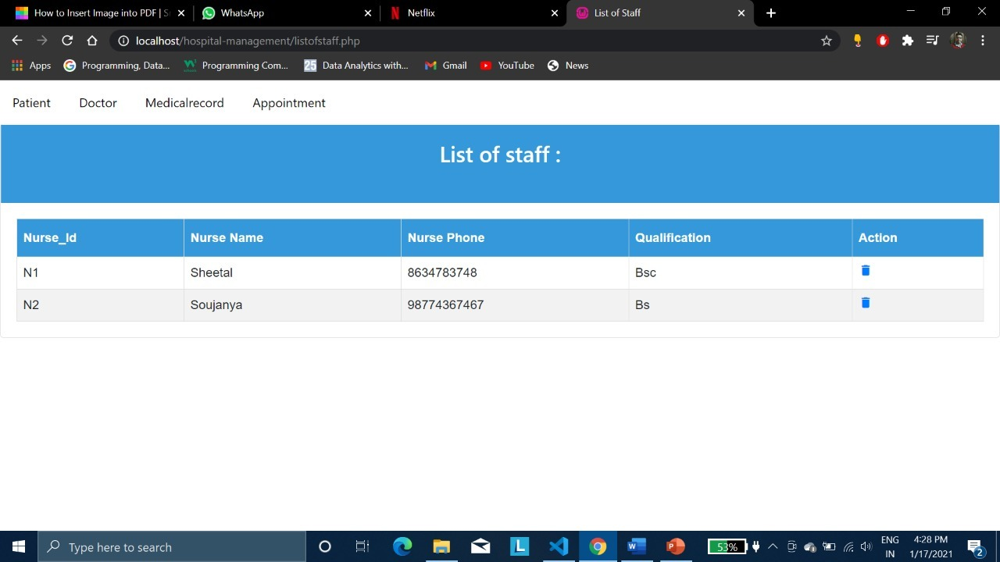 How to Insert Image into PDF | S
WhatsApp
Netflix
List of Staff
localhost/hospital-management/listofstaff.php
Apps
Programming, Data...
Programming Com...
25
Data Analytics with...
Gmail
YouTube
News
Patient Doctor Medicalrecord Appointment
List of staff :
Nurse_Id Nurse Name Nurse Phone Qualification Action
N1 Sheetal 8634783748 Bsc
N2 Soujanya 98774367467 Bs
Type here to search
L
W
P
53%
ENG
IN
4:28 PM
1/17/2021
2